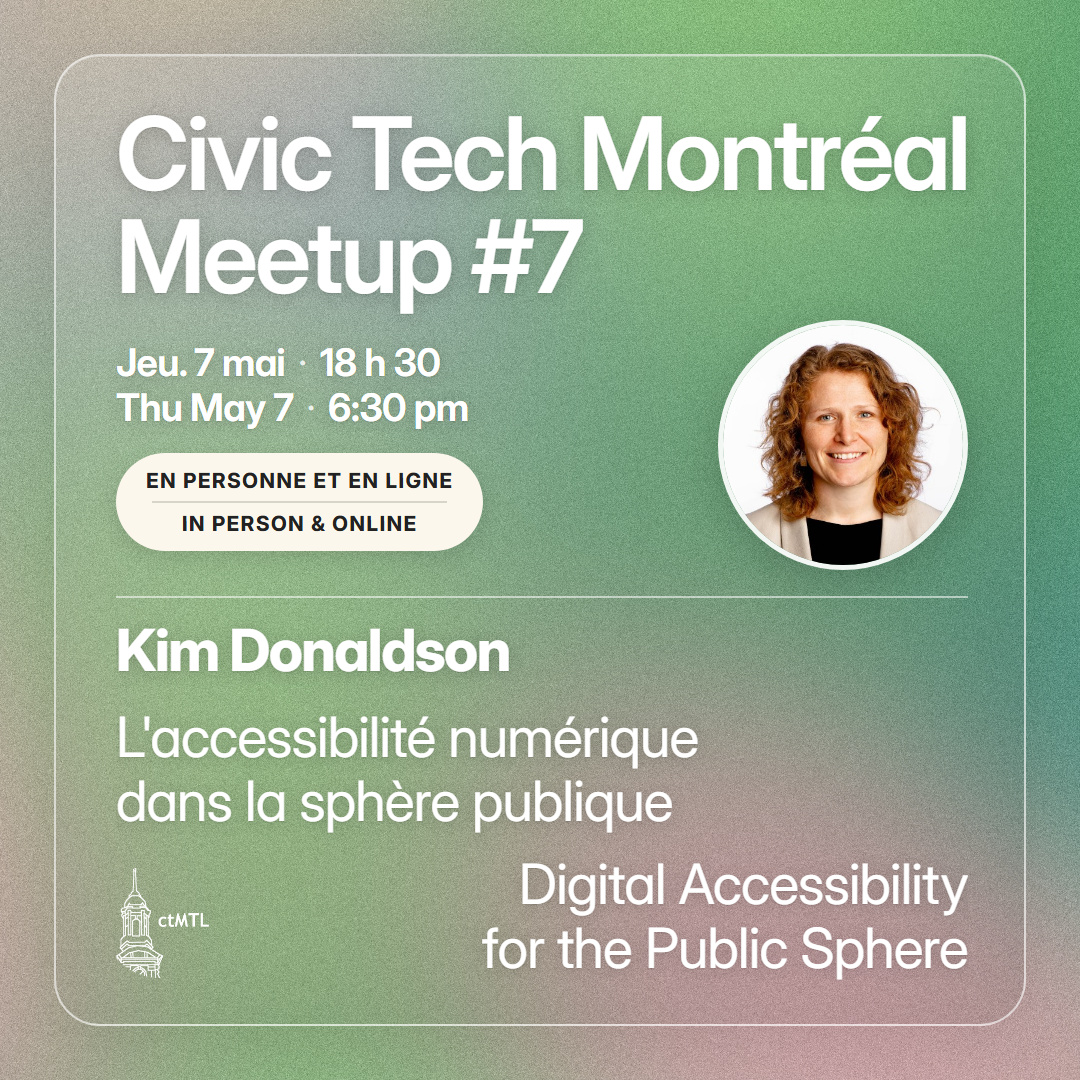 Civic Tech Montréal
Meetup #7
Jeu. 7 mai · 18 h 30
Thu May 7 · 6:30 pm
EN PERSONNE ET EN LIGNE
IN PERSON & ONLINE
Kim Donaldson
L'accessibilité numérique
dans la sphère publique
Digital Accessibility
for the Public Sphere
ctMTL